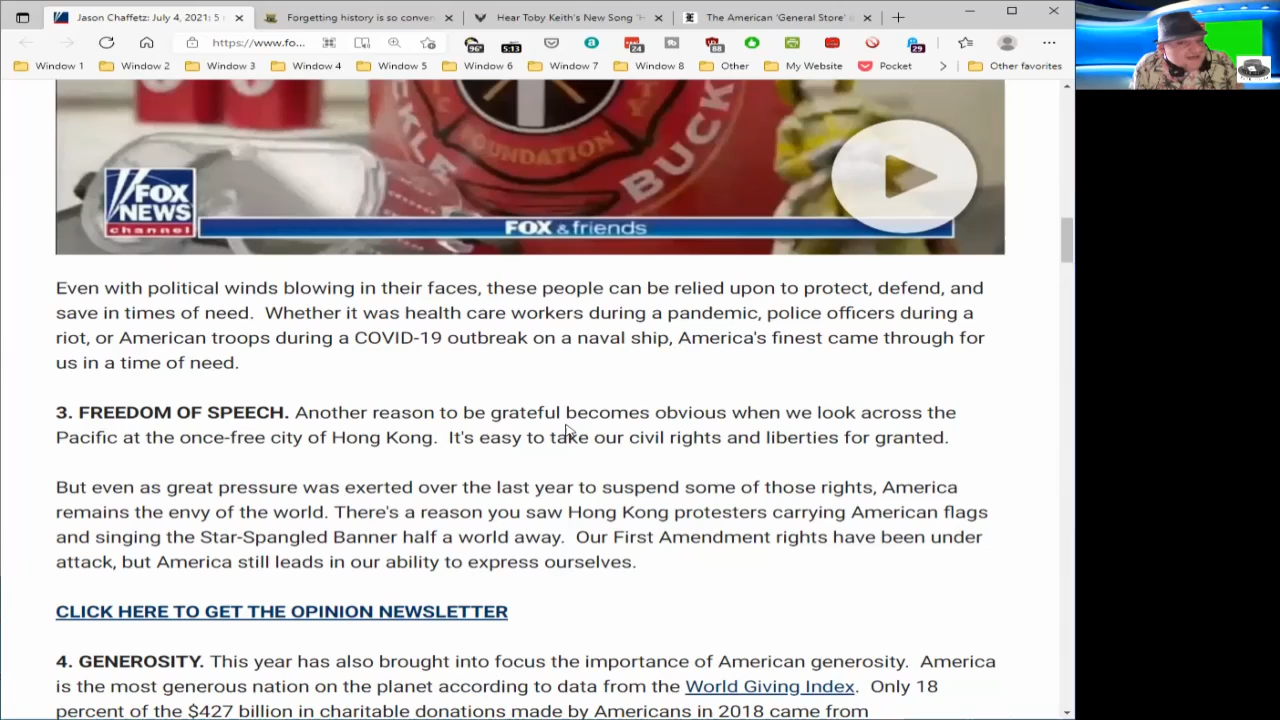 Jason Chaffetz: July 4, 2021: 5
Forgetting history is so conver
Hear Toby Keith's New Song 'H
The American 'General Store'
https://www.fo...
96°
5:13
24
88
29
Window 1
Window 2
Window 3
Window 4
Window 5
Window 6
Window 7
Window 8
Other
My Website
Pocket
Other favorites
FOUNDATION
BUCK
FOX
NEWS
channel
FOX & friends
Even with political winds blowing in their faces, these people can be relied upon to protect, defend, and
save in times of need. Whether it was health care workers during a pandemic, police officers during a
riot, or American troops during a COVID-19 outbreak on a naval ship, America's finest came through for
us in a time of need.
3. FREEDOM OF SPEECH. Another reason to be grateful becomes obvious when we look across the
Pacific at the once-free city of Hong Kong. It's easy to take our civil rights and liberties for granted.
But even as great pressure was exerted over the last year to suspend some of those rights, America
remains the envy of the world. There's a reason you saw Hong Kong protesters carrying American flags
and singing the Star-Spangled Banner half a world away. Our First Amendment rights have been under
attack, but America still leads in our ability to express ourselves.
CLICK HERE TO GET THE OPINION NEWSLETTER
4. GENEROSITY. This year has also brought into focus the importance of American generosity. America
is the most generous nation on the planet according to data from the World Giving Index. Only 18
percent of the $427 billion in charitable donations made by Americans in 2018 came from